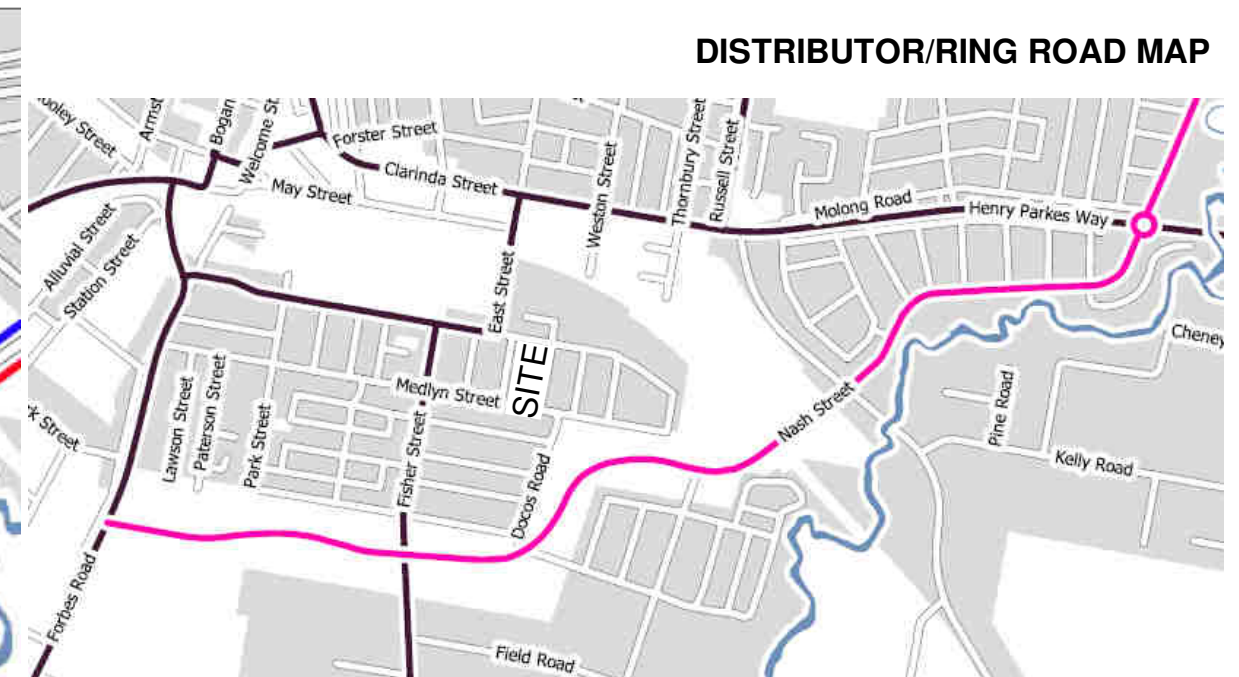 DISTRIBUTOR/RING ROAD MAP
Armst
Bogan
Welcome St
Forster Street
Clarinda Street
May Street
Weston Street
Thornbury Street
Russell Street
Molong Road
Henry Parkes Way
Alluvial Street
Station Street
East Street
SITE
Cheney
Medlyn Street
Lawson Street
Paterson Street
Park Street
Fisher Street
Nash Street
Pine Road
Kelly Road
Docos Road
Forbes Road
Field Road